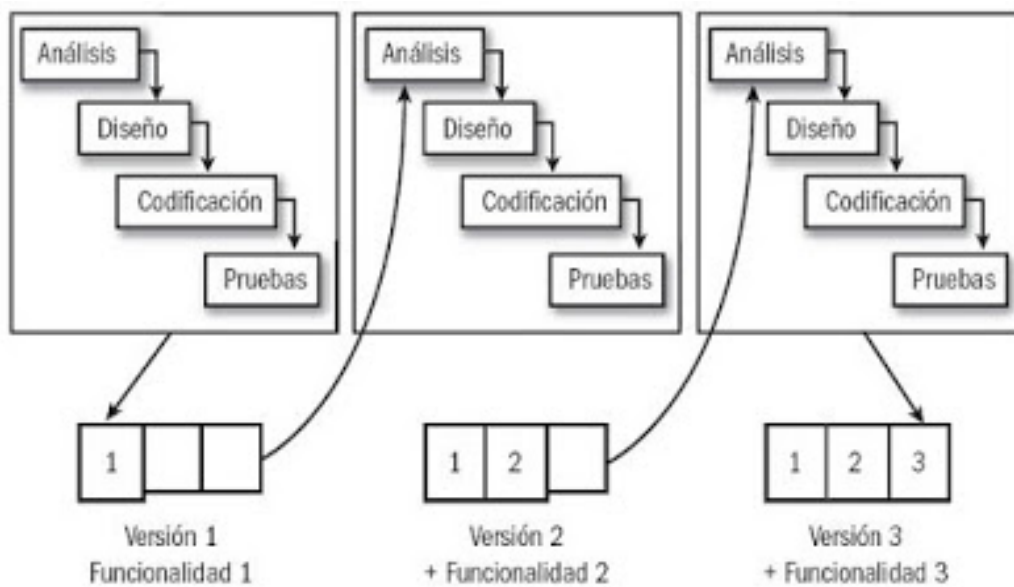 Análisis
Diseño
Codificación
Pruebas
Análisis
Diseño
Codificación
Pruebas
Análisis
Diseño
Codificación
Pruebas
1
1 2
1 2 3
Versión 1
Funcionalidad 1
Versión 2
+ Funcionalidad 2
Versión 3
+ Funcionalidad 3